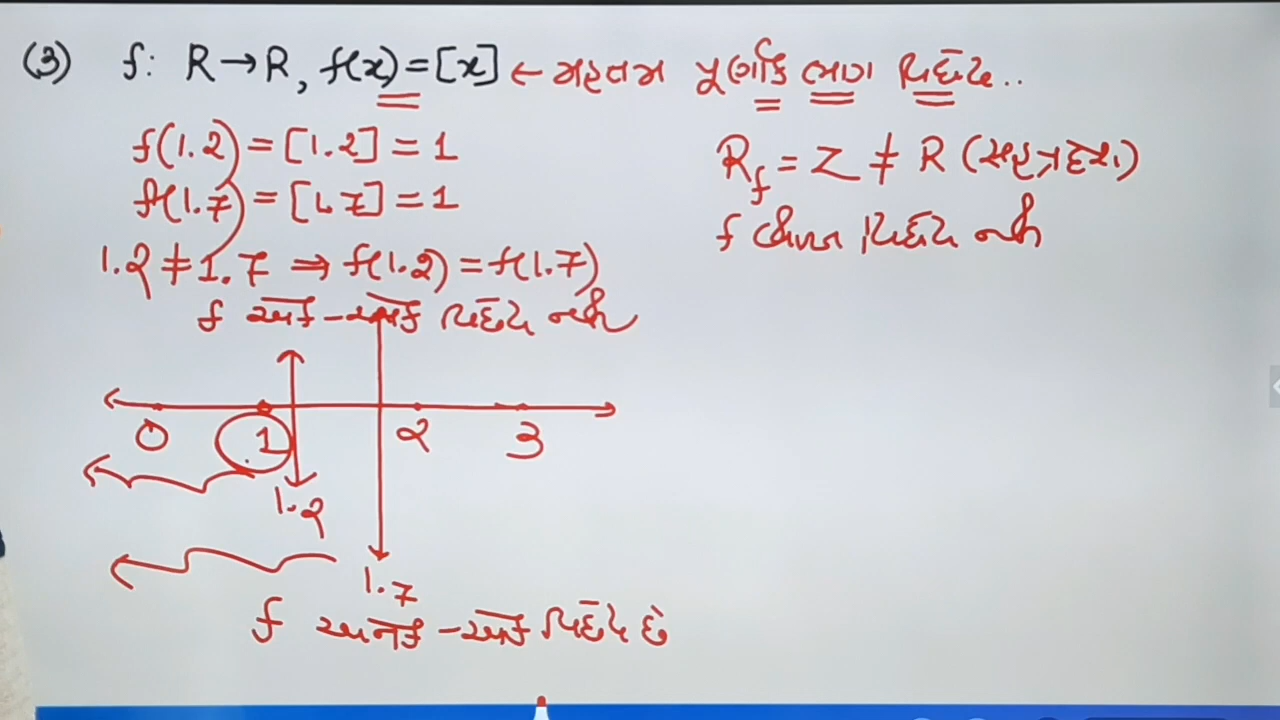 (3) f: R→R, f(x)=[x] ← મહત્તમ પૂર્ણાંક ભાગ વિધેય..
f(1.2) = [1.2] = 1
f(1.7) = [1.7] = 1
1.2 ≠ 1.7 ⇒ f(1.2) = f(1.7)
f એક-એક વિધેય નથી
R_f = Z ≠ R (સહપ્રદેશ)
f વ્યાપ્ત વિધેય નથી
0 1 2 3
1.2
1.7
f અનેક-એક વિધેય છે